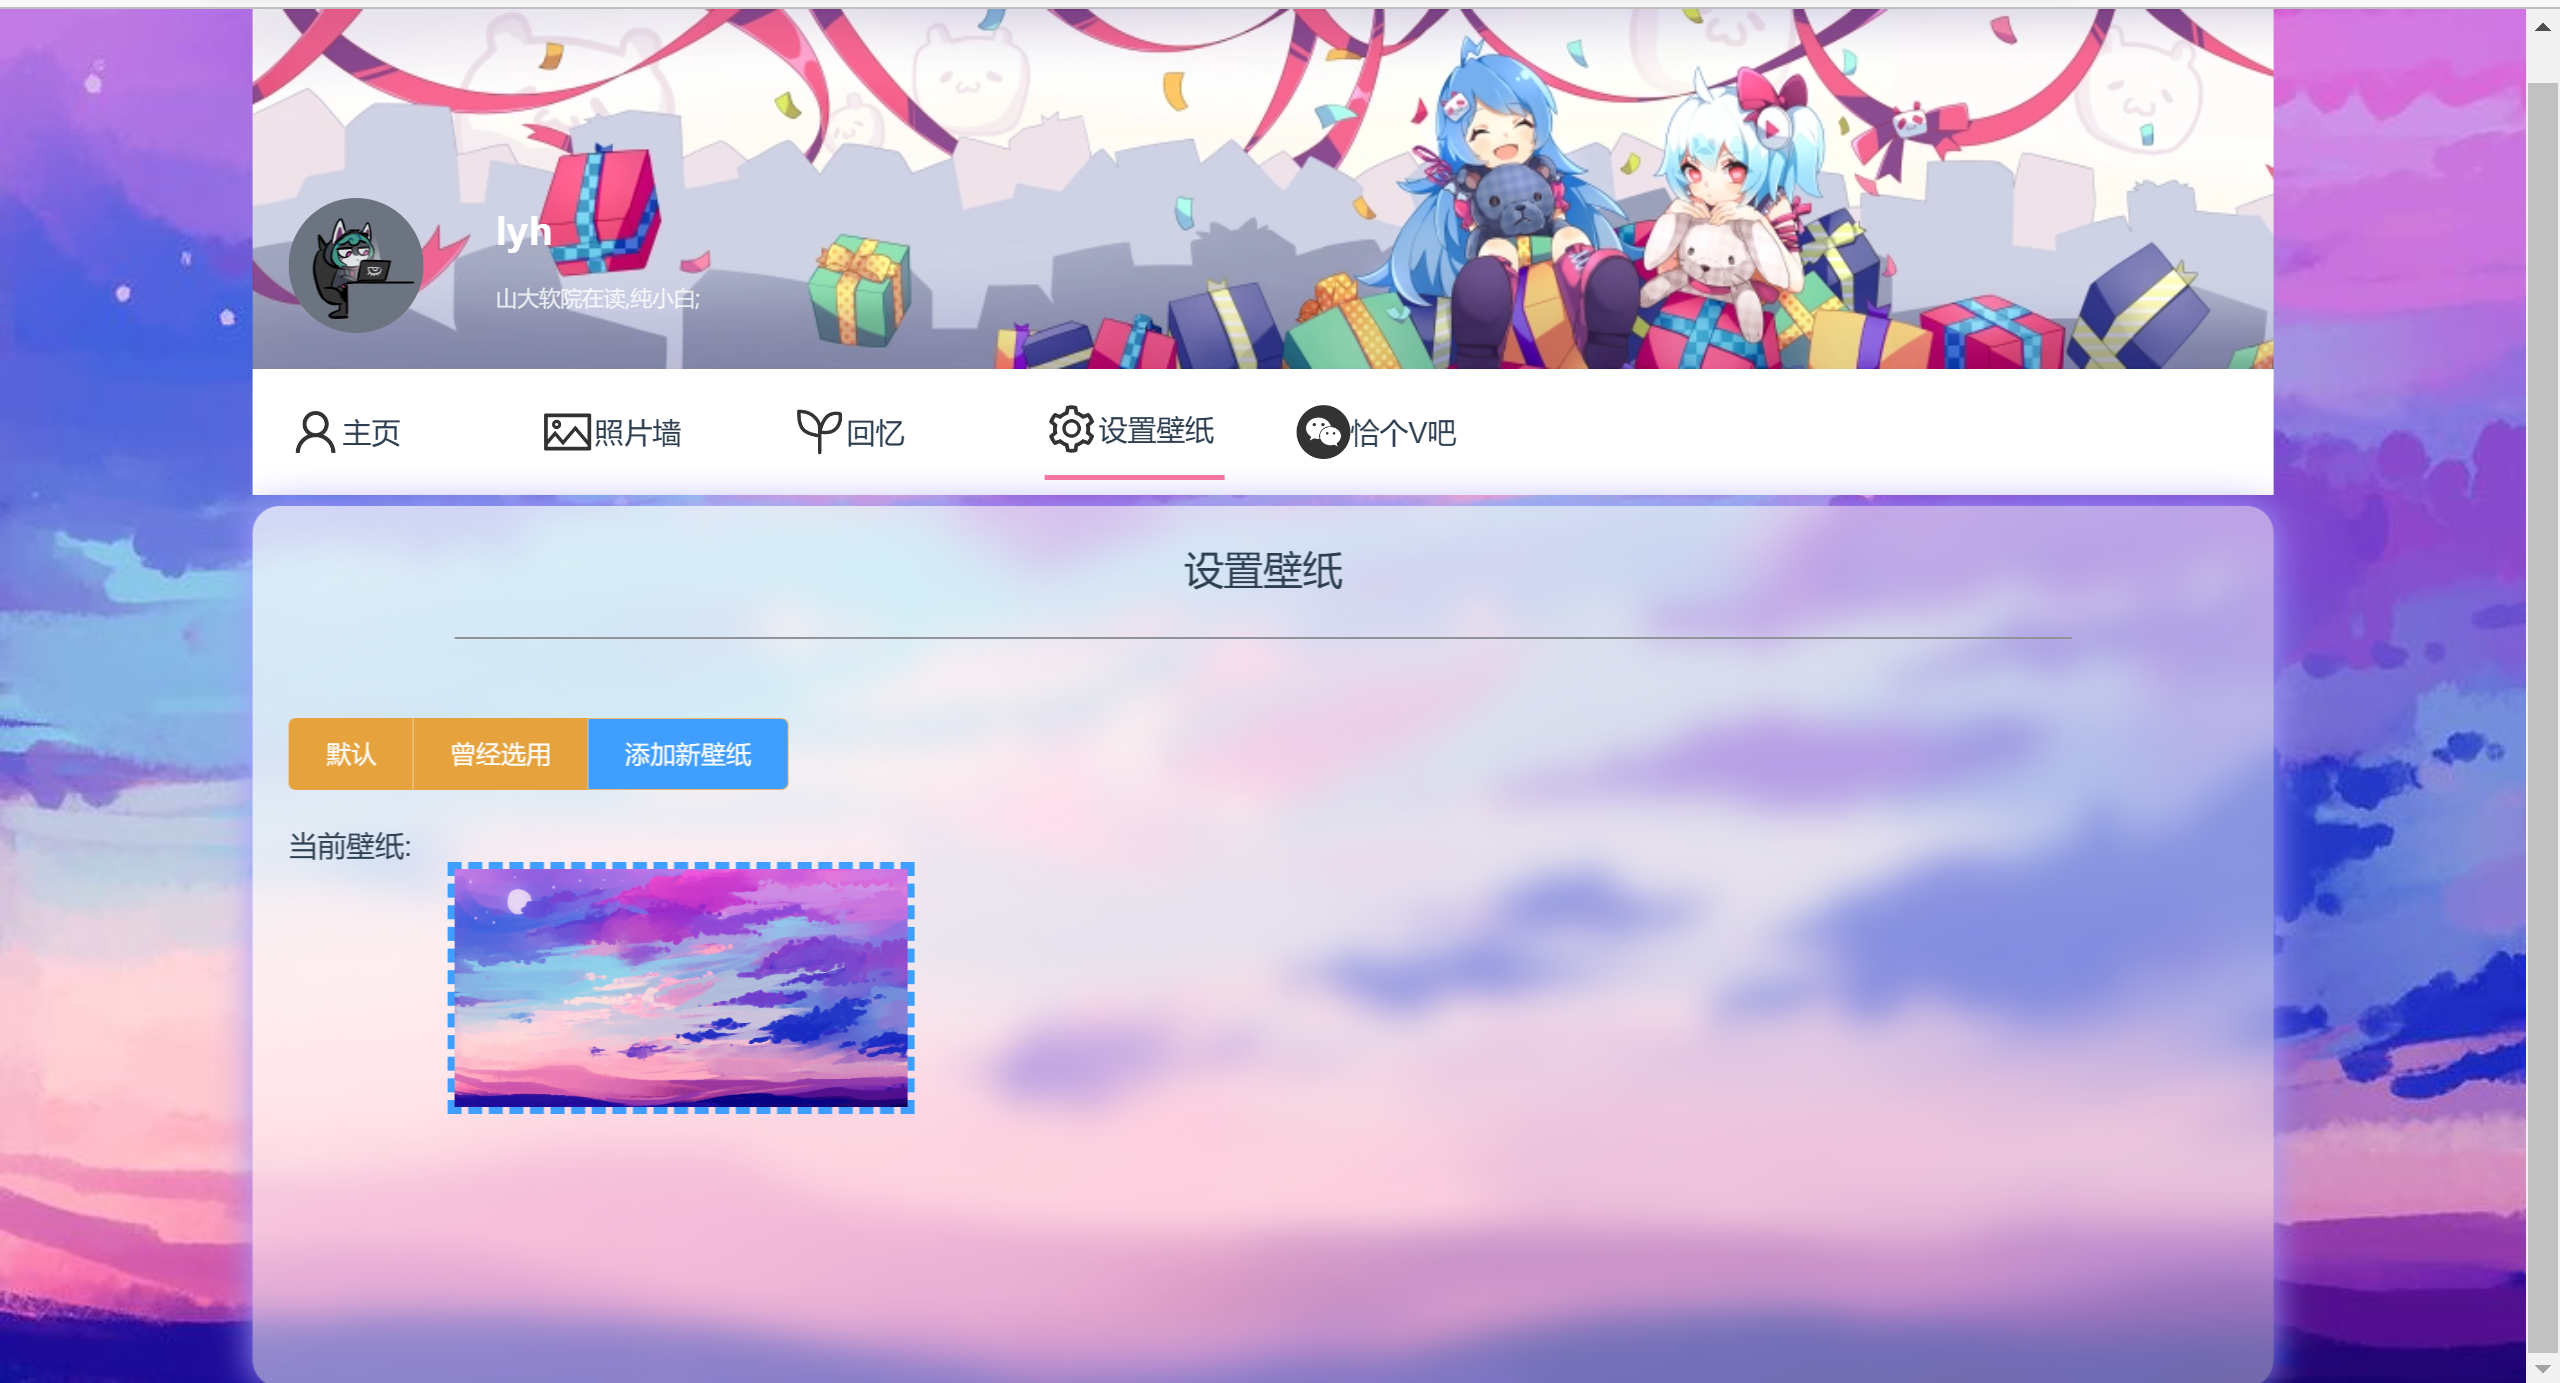 lyh
山大软院在读,纯小白;
主页 照片墙 回忆 设置壁纸 恰个V吧
设置壁纸
默认 曾经选用 添加新壁纸
当前壁纸: